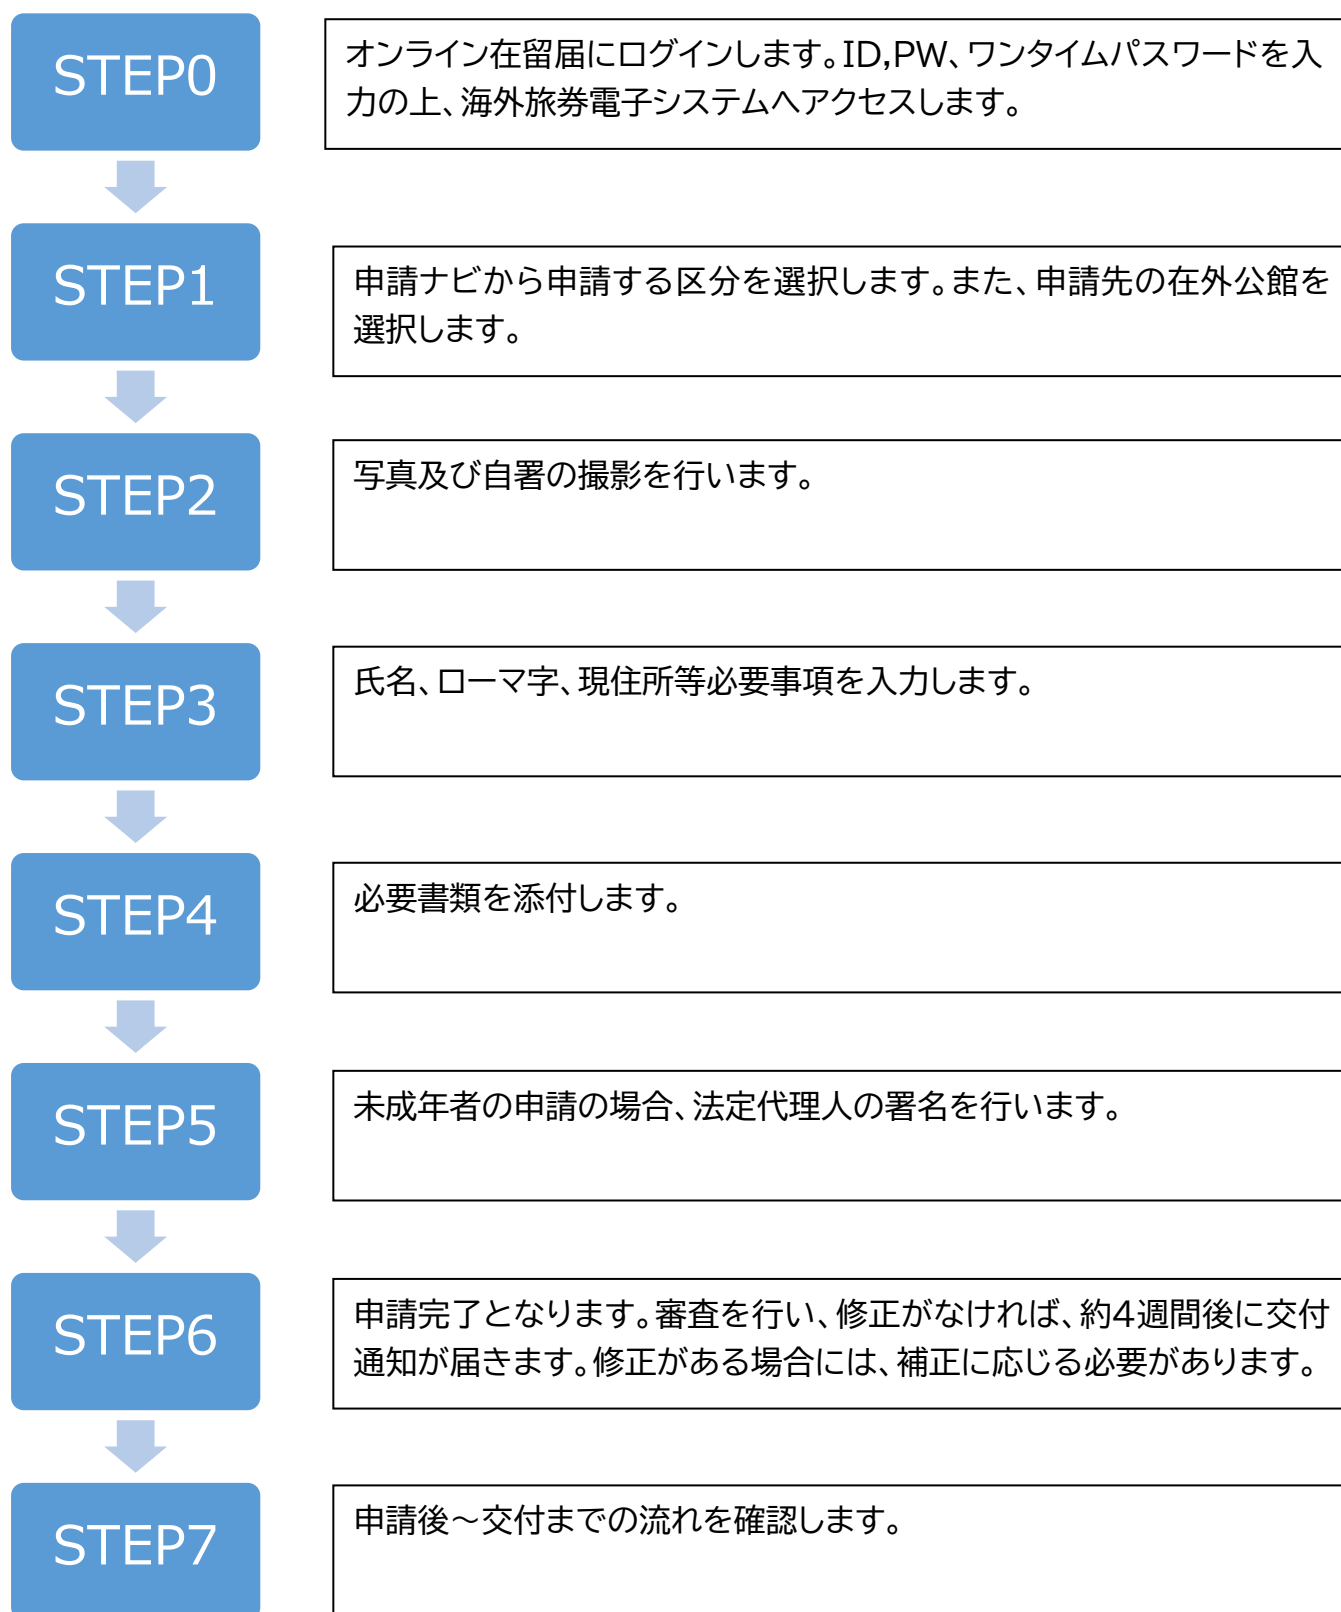 STEP0
オンライン在留届にログインします。ID,PW、ワンタイムパスワードを入
力の上、海外旅券電子システムへアクセスします。
STEP1
申請ナビから申請する区分を選択します。また、申請先の在外公館を
選択します。
STEP2
写真及び自署の撮影を行います。
STEP3
氏名、ローマ字、現住所等必要事項を入力します。
STEP4
必要書類を添付します。
STEP5
未成年者の申請の場合、法定代理人の署名を行います。
STEP6
申請完了となります。審査を行い、修正がなければ、約4週間後に交付
通知が届きます。修正がある場合には、補正に応じる必要があります。
STEP7
申請後～交付までの流れを確認します。